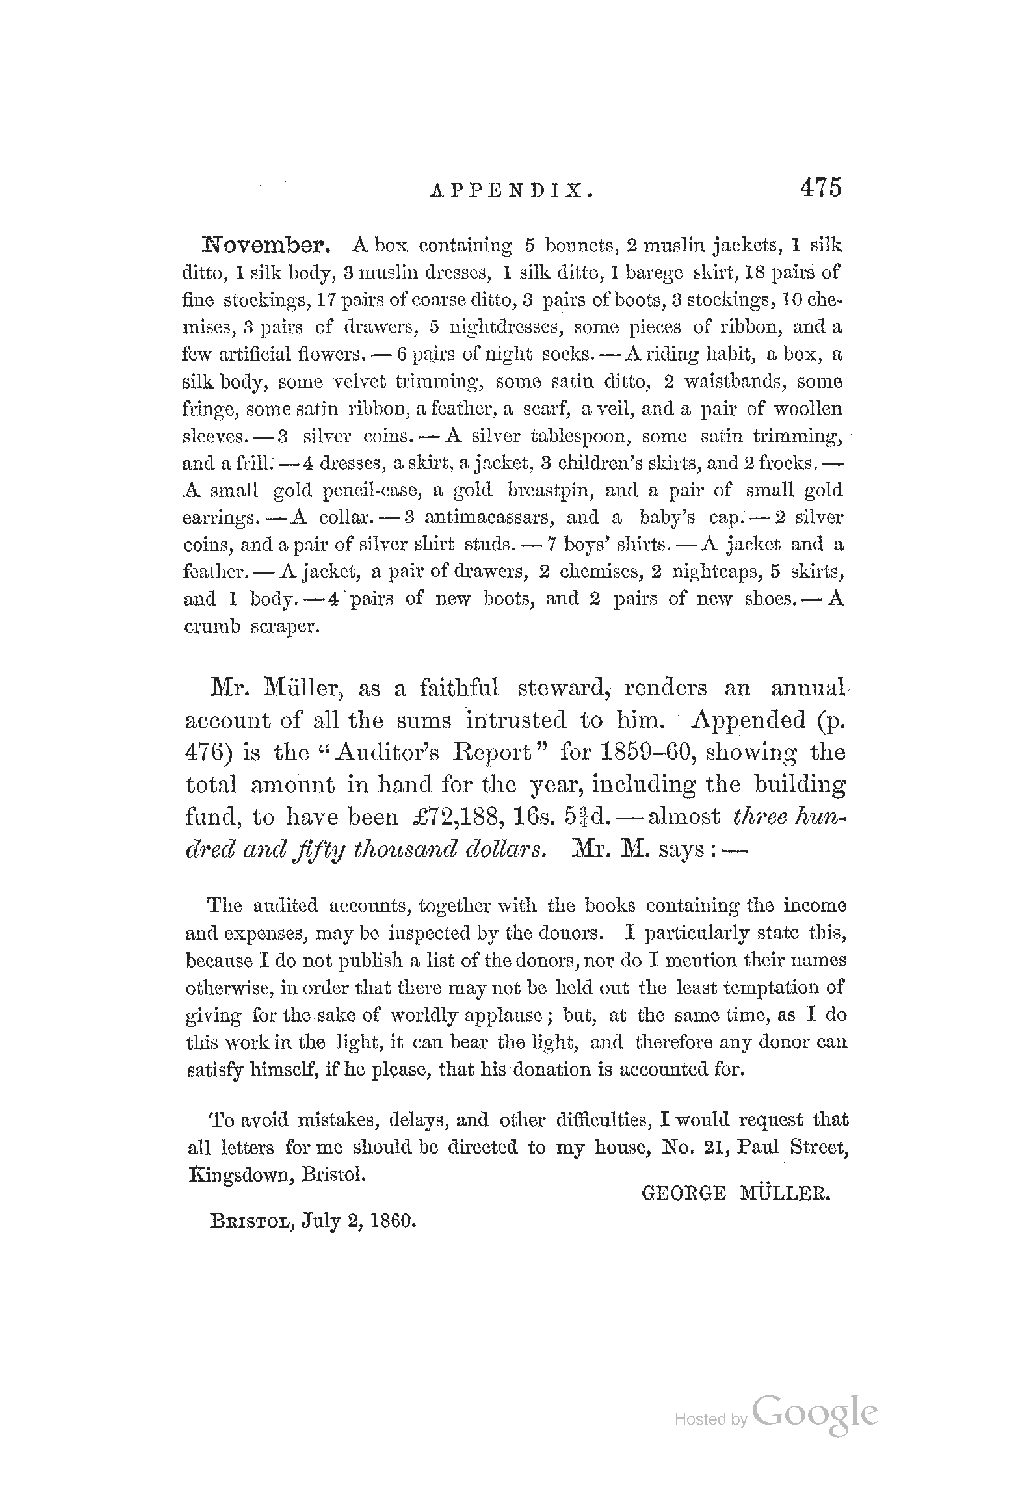 APPENDIX. 475
November. A box containing 5 bonnets, 2 muslin jackets, 1 silk
ditto, 1 silk body, 3 muslin dresses, 1 silk ditto, 1 barege skirt, 18 pairs of
fine stockings, 17 pairs of coarse ditto, 3 pairs of boots, 3 stockings, 10 che-
mises, 3 pairs of drawers, 5 nightdresses, some pieces of ribbon, and a
few artificial flowers. — 6 pairs of night socks. — A riding habit, a box, a
silk body, some velvet trimming, some satin ditto, 2 waistbands, some
fringe, some satin ribbon, a feather, a scarf, a veil, and a pair of woollen
sleeves. — 3 silver coins. — A silver tablespoon, some satin trimming,
and a frill. — 4 dresses, a skirt, a jacket, 3 children's skirts, and 2 frocks. —
A small gold pencil-case, a gold breastpin, and a pair of small gold
earrings. — A collar. — 3 antimacassars, and a baby's cap. — 2 silver
coins, and a pair of silver shirt studs. — 7 boys' shirts. — A jacket and a
feather. — A jacket, a pair of drawers, 2 chemises, 2 nightcaps, 5 skirts,
and 1 body. — 4 pairs of new boots, and 2 pairs of new shoes. — A
crumb scraper.
Mr. Müller, as a faithful steward, renders an annual
account of all the sums intrusted to him. Appended (p.
476) is the "Auditor's Report" for 1859–60, showing the
total amount in hand for the year, including the building
fund, to have been £72,188, 16s. 5¾d. — almost three hun-
dred and fifty thousand dollars. Mr. M. says : —
The audited accounts, together with the books containing the income
and expenses, may be inspected by the donors. I particularly state this,
because I do not publish a list of the donors, nor do I mention their names
otherwise, in order that there may not be held out the least temptation of
giving for the sake of worldly applause; but, at the same time, as I do
this work in the light, it can bear the light, and therefore any donor can
satisfy himself, if he please, that his donation is accounted for.
To avoid mistakes, delays, and other difficulties, I would request that
all letters for me should be directed to my house, No. 21, Paul Street,
Kingsdown, Bristol.
GEORGE MÜLLER.
BRISTOL, July 2, 1860.
Hosted by Google